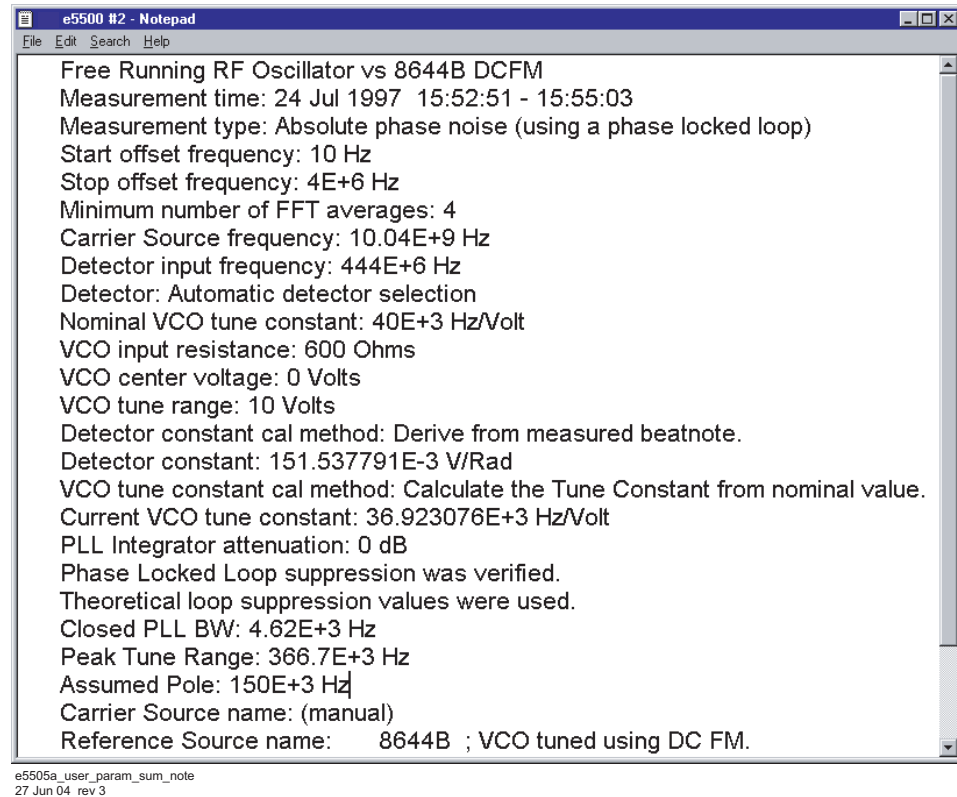 e5500 #2 - Notepad
File Edit Search Help
Free Running RF Oscillator vs 8644B DCFM
Measurement time: 24 Jul 1997  15:52:51 - 15:55:03
Measurement type: Absolute phase noise (using a phase locked loop)
Start offset frequency: 10 Hz
Stop offset frequency: 4E+6 Hz
Minimum number of FFT averages: 4
Carrier Source frequency: 10.04E+9 Hz
Detector input frequency: 444E+6 Hz
Detector: Automatic detector selection
Nominal VCO tune constant: 40E+3 Hz/Volt
VCO input resistance: 600 Ohms
VCO center voltage: 0 Volts
VCO tune range: 10 Volts
Detector constant cal method: Derive from measured beatnote.
Detector constant: 151.537791E-3 V/Rad
VCO tune constant cal method: Calculate the Tune Constant from nominal value.
Current VCO tune constant: 36.923076E+3 Hz/Volt
PLL Integrator attenuation: 0 dB
Phase Locked Loop suppression was verified.
Theoretical loop suppression values were used.
Closed PLL BW: 4.62E+3 Hz
Peak Tune Range: 366.7E+3 Hz
Assumed Pole: 150E+3 Hz
Carrier Source name: (manual)
Reference Source name:      8644B  ; VCO tuned using DC FM.
e5505a_user_param_sum_note
27 Jun 04  rev 3